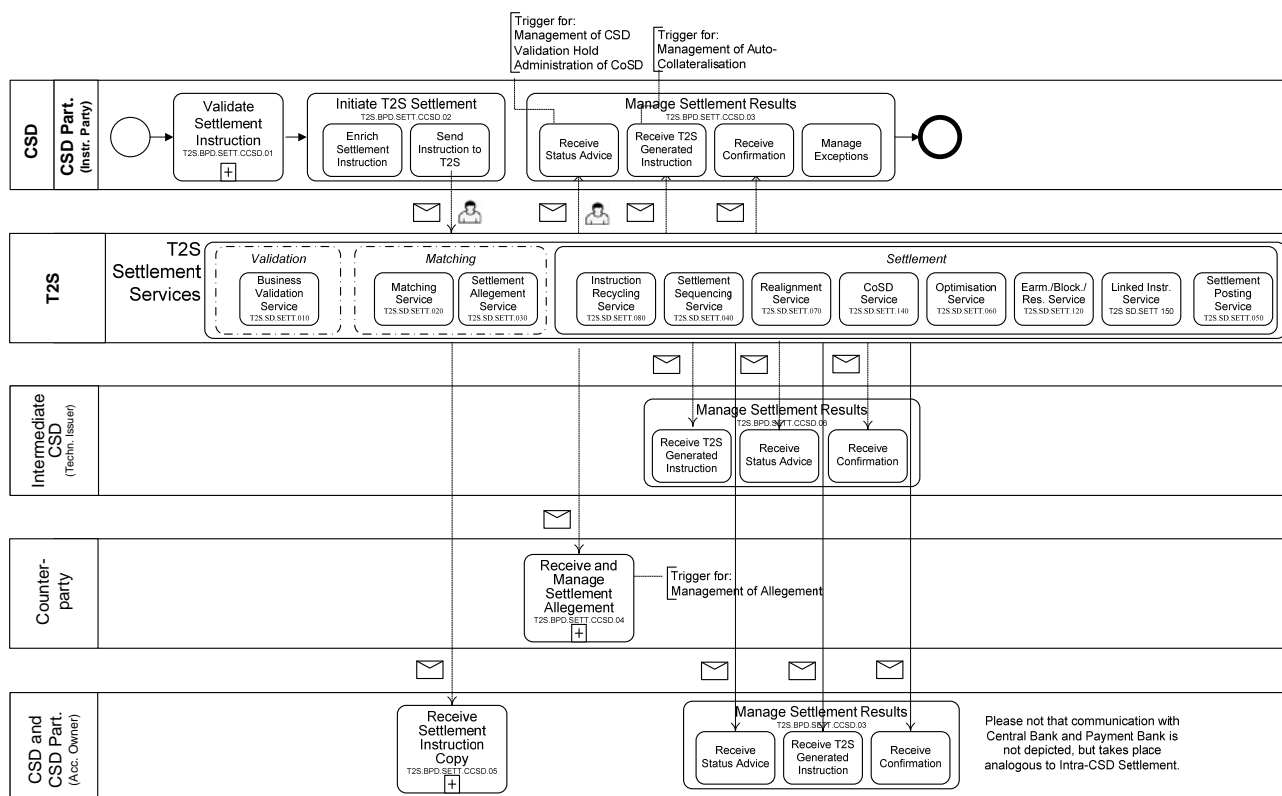 Trigger for:
Management of CSD
Validation Hold
Administration of CoSD
Trigger for:
Management of Auto-
Collateralisation
CSD
CSD Part.
(Instr. Party)
Validate
Settlement
Instruction
T2S.BPD.SETT.CCSD.01
+
Initiate T2S Settlement
T2S.BPD.SETT.CCSD.02
Enrich
Settlement
Instruction
Send
Instruction to
T2S
Manage Settlement Results
T2S.BPD.SETT.CCSD.03
Receive
Status Advice
Receive T2S
Generated
Instruction
Receive
Confirmation
Manage
Exceptions
T2S
T2S
Settlement
Services
Validation
Business
Validation
Service
T2S.SD.SETT.010
Matching
Matching
Service
T2S.SD.SETT.020
Settlement
Allegement
Service
T2S.SD.SETT.030
Settlement
Instruction
Recycling
Service
T2S.SD.SETT.080
Settlement
Sequencing
Service
T2S.SD.SETT.040
Realignment
Service
T2S.SD.SETT.070
CoSD
Service
T2S.SD.SETT.140
Optimisation
Service
T2S.SD.SETT.060
Earm./Block./
Res. Service
T2S.SD.SETT.120
Linked Instr.
Service
T2S SD.SETT 150
Settlement
Posting
Service
T2S.SD.SETT.050
Intermediate
CSD
(Techn. Issuer)
Manage Settlement Results
T2S.BPD.SETT.CCSD.06
Receive T2S
Generated
Instruction
Receive
Status Advice
Receive
Confirmation
Counter-
party
Receive and
Manage
Settlement
Allegement
T2S.BPD.SETT.CCSD.04
+
Trigger for:
Management of Allegement
CSD and
CSD Part.
(Acc. Owner)
Receive
Settlement
Instruction
Copy
T2S.BPD.SETT.CCSD.05
+
Manage Settlement Results
T2S.BPD.SETT.CCSD.03
Receive
Status Advice
Receive T2S
Generated
Instruction
Receive
Confirmation
Please not that communication with
Central Bank and Payment Bank is
not depicted, but takes place
analogous to Intra-CSD Settlement.